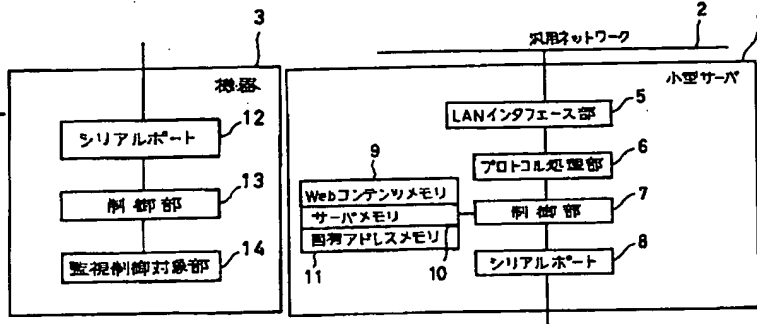 3
機器
シリアルポート
12
制御部
13
監視制御対象部
14
汎用ネットワーク
2
小型サーバ
LANインタフェース部
5
プロトコル処理部
6
9
Webコンテンツメモリ
サーバメモリ
固有アドレスメモリ
10
11
制御部
7
シリアルポート
8